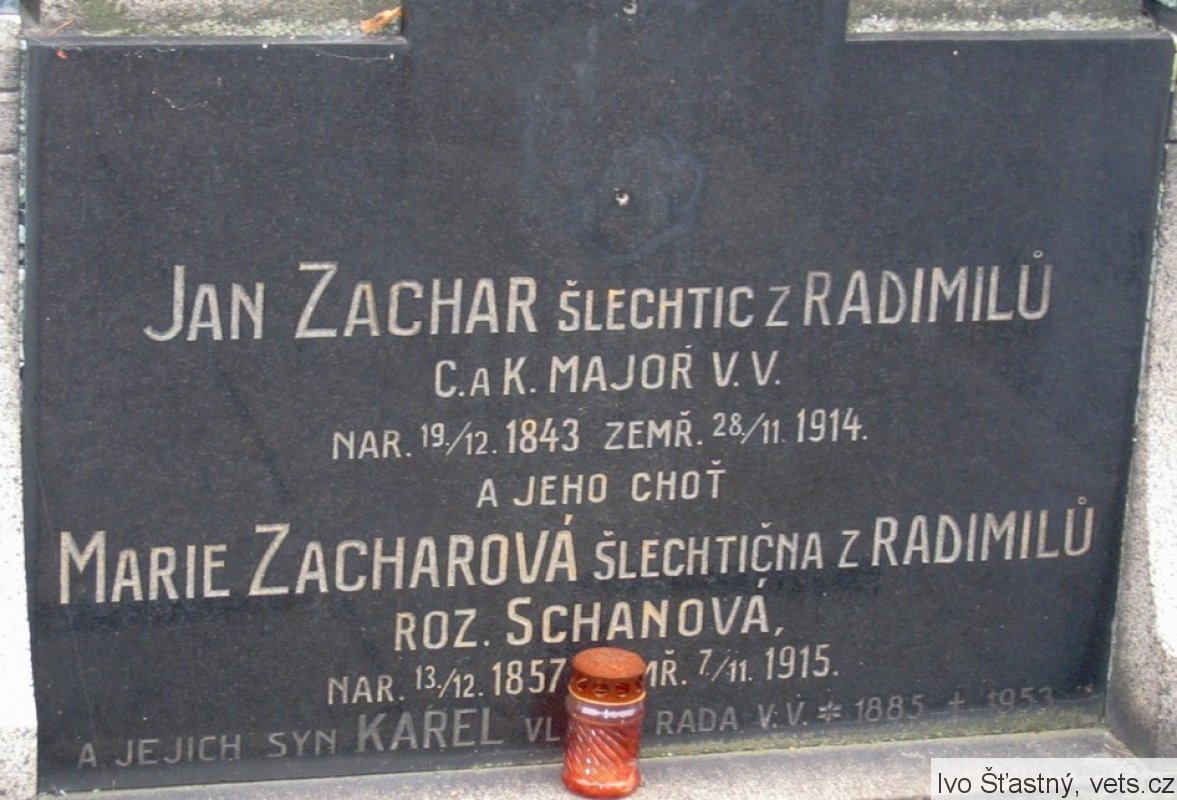 JAN ZACHAR ŠLECHTIC Z RADIMILŮ
C. A K. MAJOR V. V.
NAR. 19./12. 1843 ZEMŘ. 28./11. 1914.
A JEHO CHOŤ
MARIE ZACHAROVÁ ŠLECHTIČNA Z RADIMILŮ
ROZ. SCHANOVÁ,
NAR. 13./12. 1857 MŘ. 7./11. 1915.
A JEJICH SYN KAREL VL RADA V. V. * 1885 + 1953
Ivo Šťastný, vets.cz